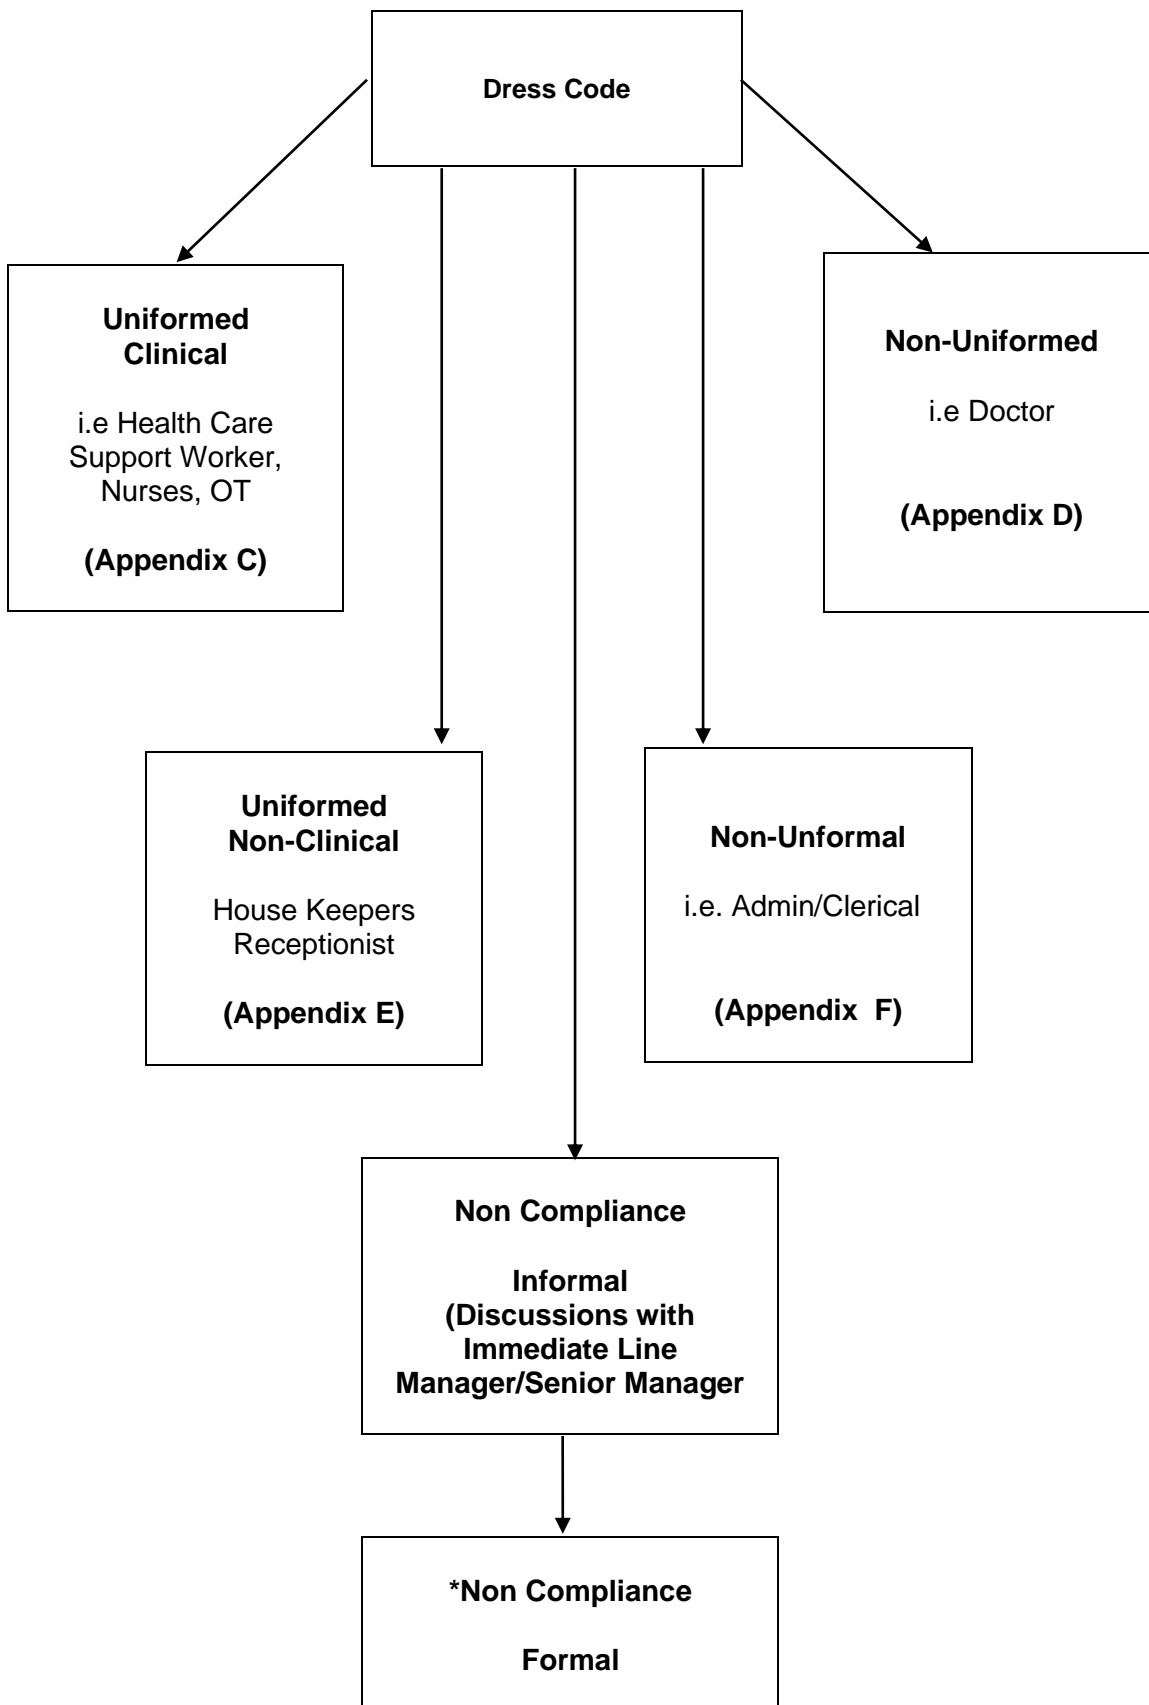 Dress Code
Uniformed
Clinical
i.e Health Care
Support Worker,
Nurses, OT
(Appendix C)
Non-Uniformed
i.e Doctor
(Appendix D)
Uniformed
Non-Clinical
House Keepers
Receptionist
(Appendix E)
Non-Unformal
i.e. Admin/Clerical
(Appendix  F)
Non Compliance
Informal
(Discussions with
Immediate Line
Manager/Senior Manager
*Non Compliance
Formal